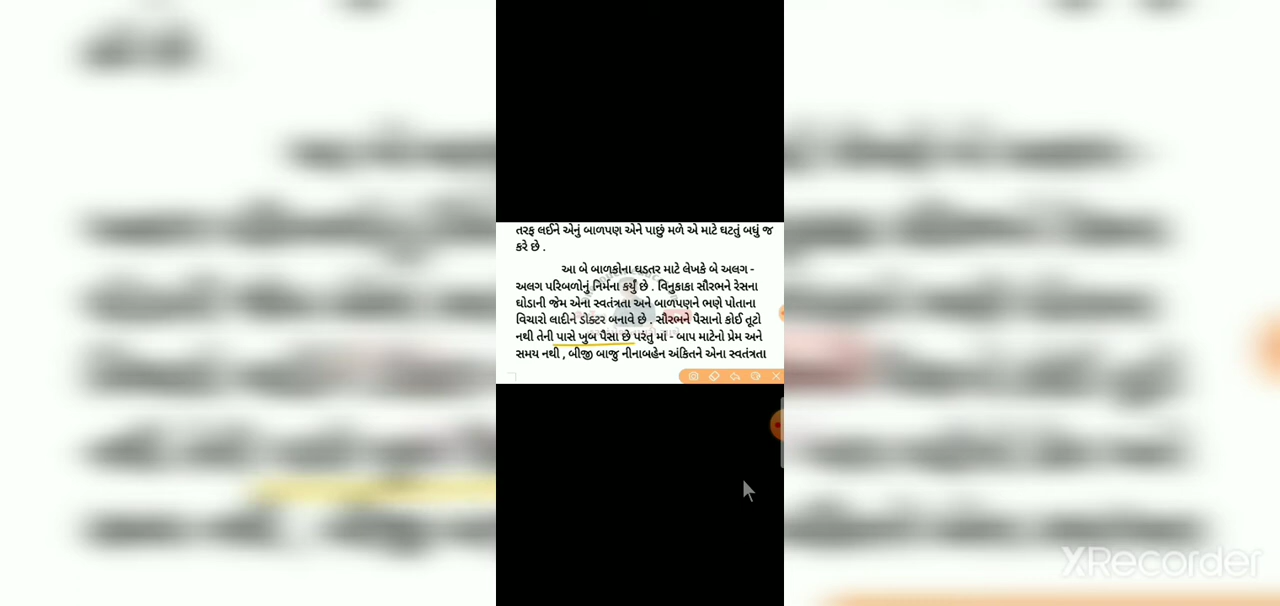 તરફ લઈને એનું બાળપણ એને પાછું મળે એ માટે ઘટતું બધું જ
કરે છે .
આ બે બાળકોના ઘડતર માટે લેખકે બે અલગ -
અલગ પરિબળોનું નિર્મના કર્યું છે . વિનુકાકા સૌરભને રેસના
ઘોડાની જેમ એના સ્વતંત્રતા અને બાળપણને ભણે પોતાના
વિચારો લાદીને ડોક્ટર બનાવે છે . સૌરભને પૈસાનો કોઈ તૂટો
નથી તેની પાસે ખુબ પૈસા છે પરંતુ માં - બાપ માટેનો પ્રેમ અને
સમય નથી , બીજી બાજુ નીનાબહેન અંકિતને એના સ્વતંત્રતા
XRecorder